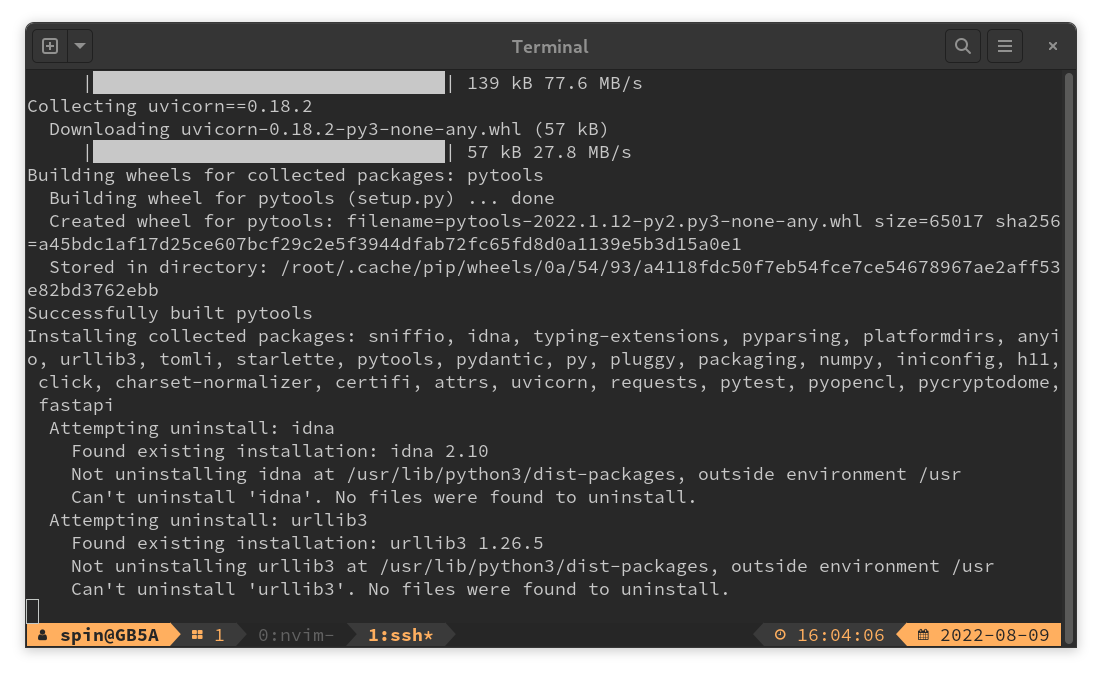 Terminal
| | 139 kB 77.6 MB/s
Collecting uvicorn==0.18.2
Downloading uvicorn-0.18.2-py3-none-any.whl (57 kB)
| | 57 kB 27.8 MB/s
Building wheels for collected packages: pytools
Building wheel for pytools (setup.py) ... done
Created wheel for pytools: filename=pytools-2022.1.12-py2.py3-none-any.whl size=65017 sha256
=a45bdc1af17d25ce607bcf29c2e5f3944dfab72fc65fd8d0a1139e5b3d15a0e1
Stored in directory: /root/.cache/pip/wheels/0a/54/93/a4118fdc50f7eb54fce7ce54678967ae2aff53
e82bd3762ebb
Successfully built pytools
Installing collected packages: sniffio, idna, typing-extensions, pyparsing, platformdirs, anyi
o, urllib3, tomli, starlette, pytools, pydantic, py, pluggy, packaging, numpy, iniconfig, h11,
click, charset-normalizer, certifi, attrs, uvicorn, requests, pytest, pyopencl, pycryptodome,
fastapi
Attempting uninstall: idna
Found existing installation: idna 2.10
Not uninstalling idna at /usr/lib/python3/dist-packages, outside environment /usr
Can't uninstall 'idna'. No files were found to uninstall.
Attempting uninstall: urllib3
Found existing installation: urllib3 1.26.5
Not uninstalling urllib3 at /usr/lib/python3/dist-packages, outside environment /usr
Can't uninstall 'urllib3'. No files were found to uninstall.
spin@GB5A 1 0:nvim- 1:ssh* 16:04:06 2022-08-09